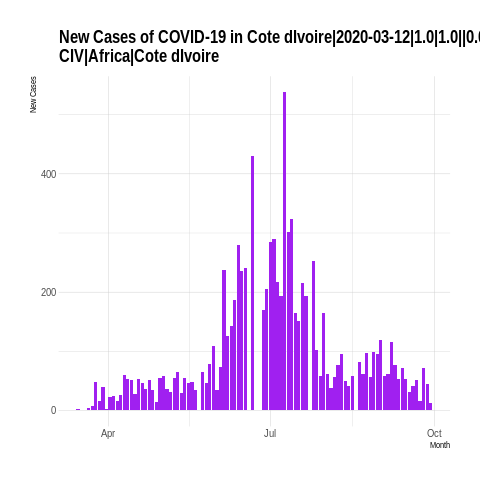 New Cases of COVID-19 in Cote dIvoire|2020-03-12|1.0|1.0||0.0
CIV|Africa|Cote dIvoire
New Cases
400
200
0
Apr
Jul
Oct
Month